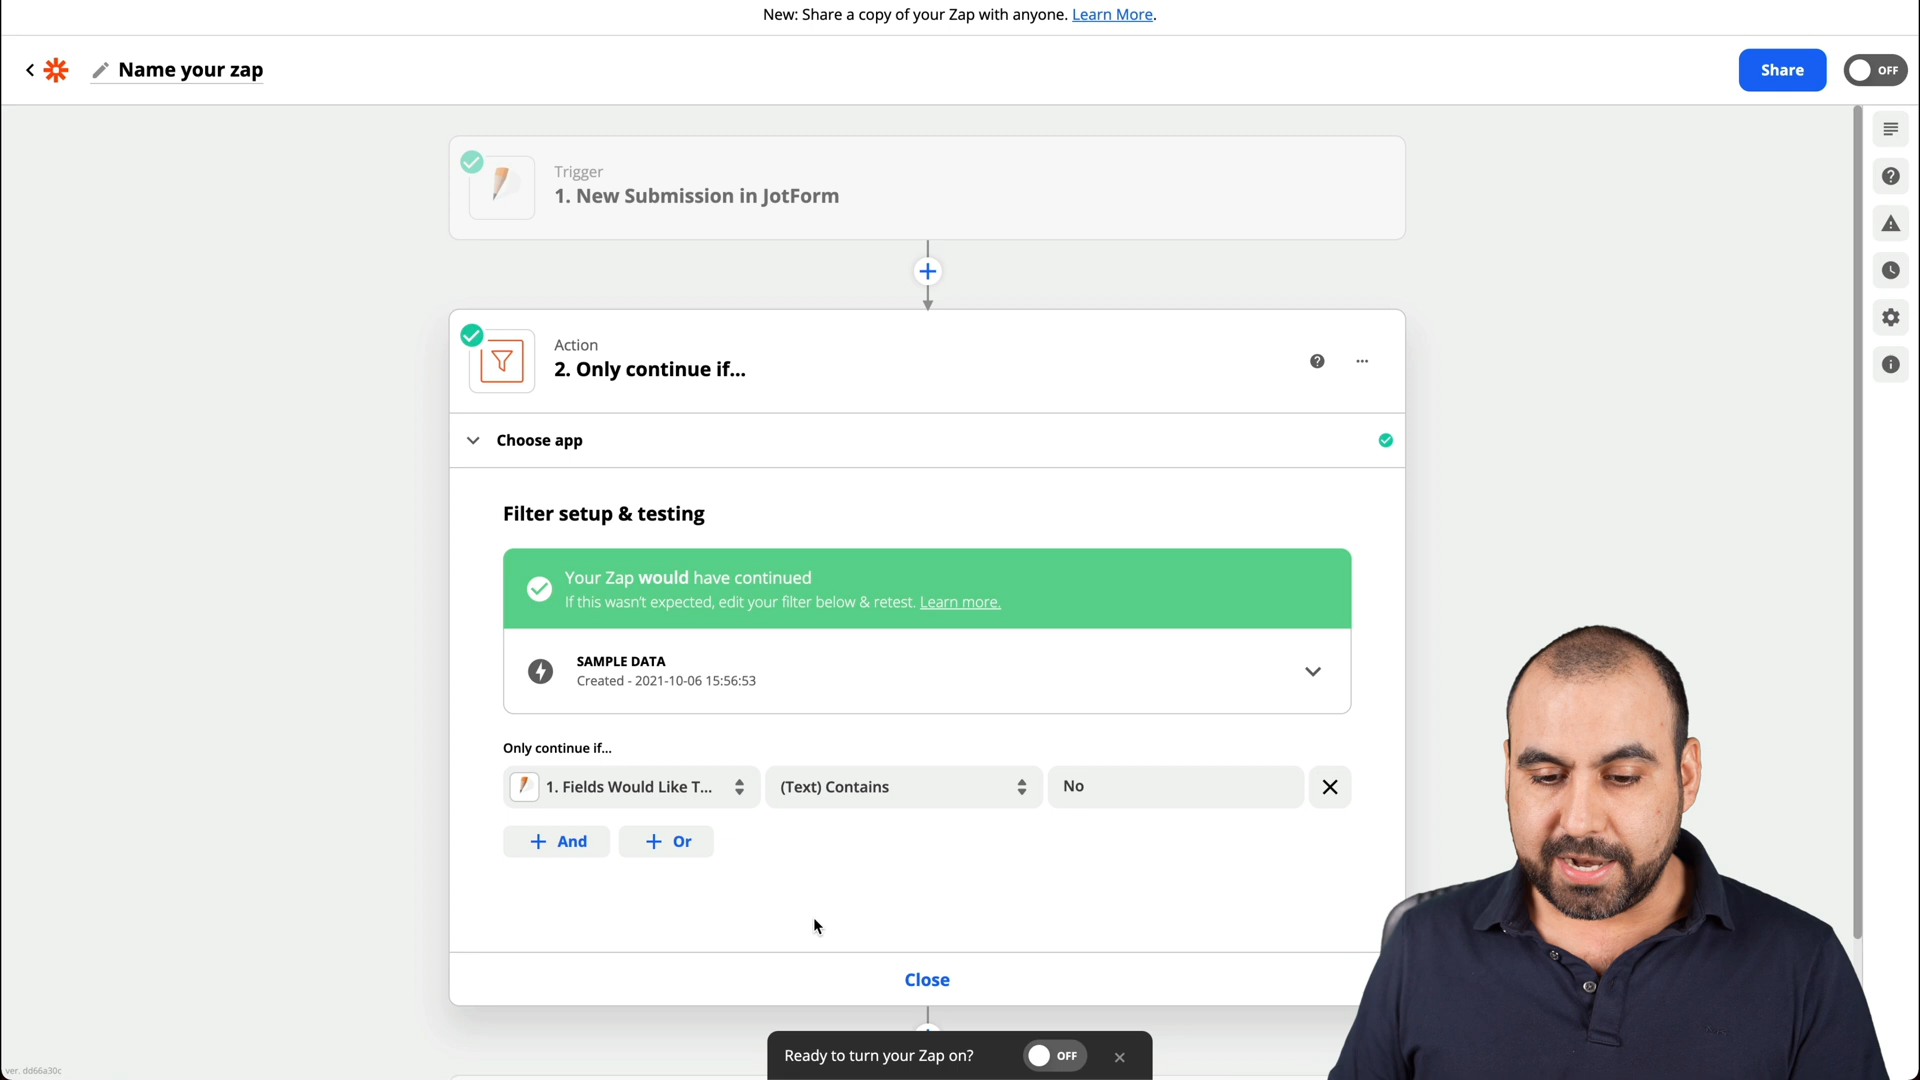 New: Share a copy of your Zap with anyone. Learn More.
Name your zap
Share
OFF
Trigger
1. New Submission in JotForm
Action
2. Only continue if...
Choose app
Filter setup & testing
Your Zap would have continued
If this wasn't expected, edit your filter below & retest. Learn more.
SAMPLE DATA
Created - 2021-10-06 15:56:53
Only continue if...
1. Fields Would Like T...
(Text) Contains
No
+ And
+ Or
Close
Ready to turn your Zap on?
OFF
ver. dd66a30c